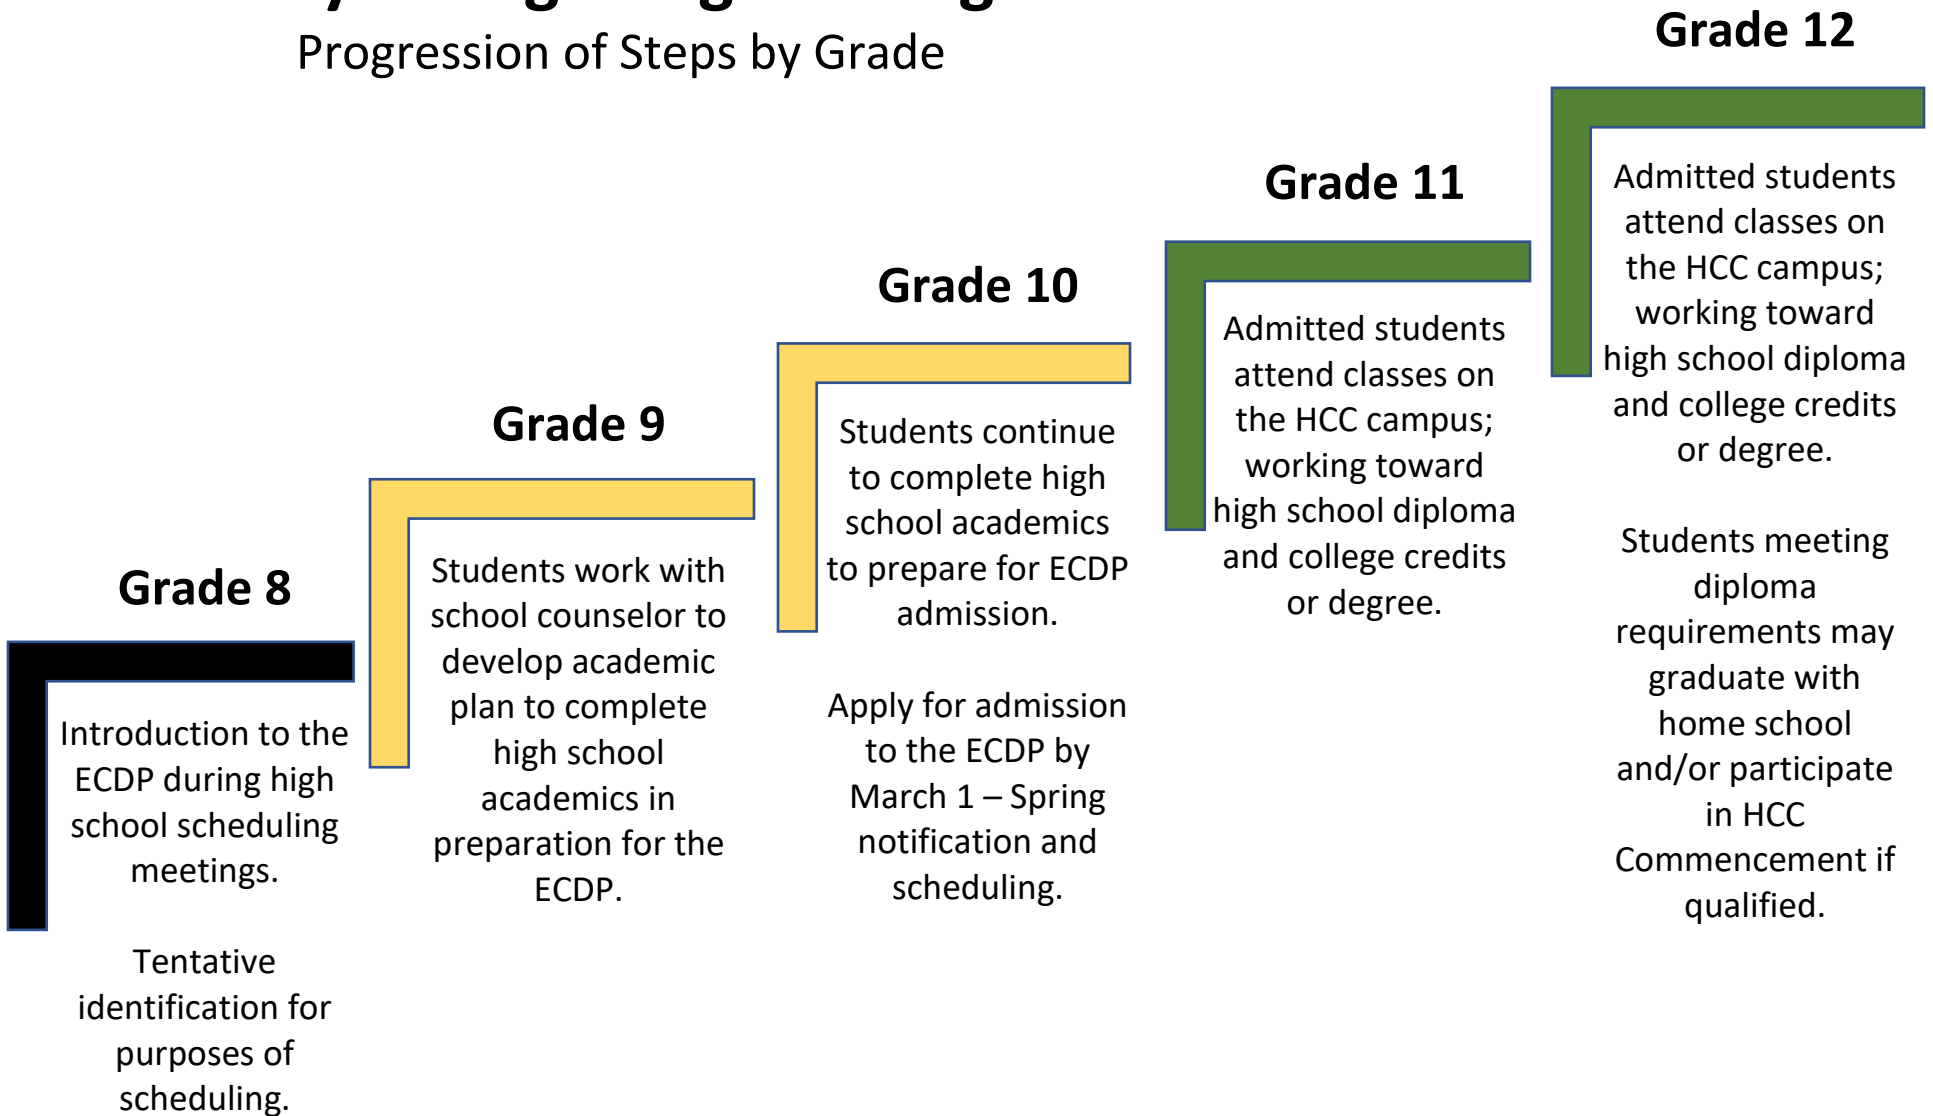 Progression of Steps by Grade
Grade 8
Introduction to the
ECDP during high
school scheduling
meetings.
Tentative
identification for
purposes of
scheduling.
Grade 9
Students work with
school counselor to
develop academic
plan to complete
high school
academics in
preparation for the
ECDP.
Grade 10
Students continue
to complete high
school academics
to prepare for ECDP
admission.
Apply for admission
to the ECDP by
March 1 – Spring
notification and
scheduling.
Grade 11
Admitted students
attend classes on
the HCC campus;
working toward
high school diploma
and college credits
or degree.
Grade 12
Admitted students
attend classes on
the HCC campus;
working toward
high school diploma
and college credits
or degree.
Students meeting
diploma
requirements may
graduate with
home school
and/or participate
in HCC
Commencement if
qualified.